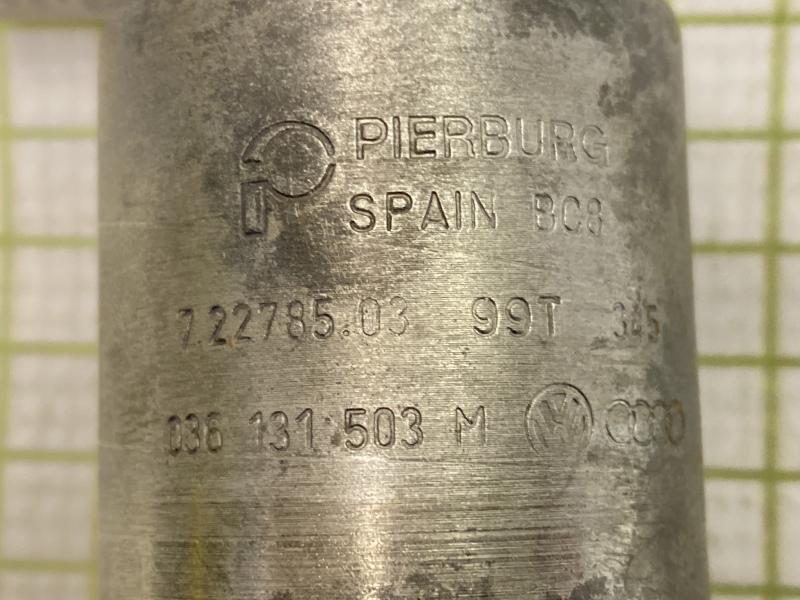 PIERBURG
SPAIN BC8
7.22785.03 99T 345
036 131 503 M